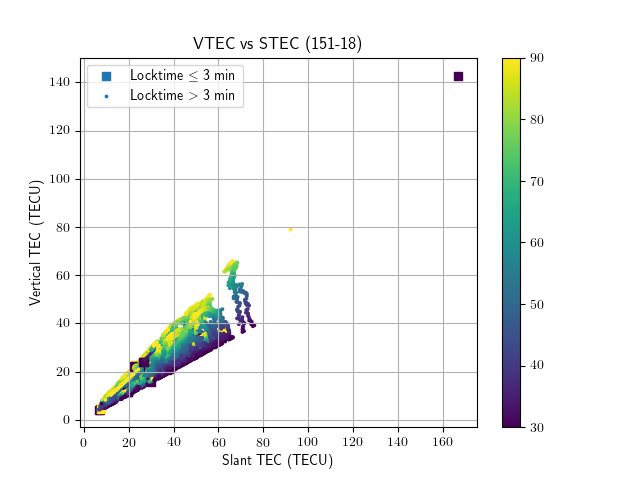 VTEC vs STEC (151-18)
Locktime ≤ 3 min
Locktime > 3 min
Vertical TEC (TECU)
140
120
100
80
60
40
20
0
0 20 40 60 80 100 120 140 160
Slant TEC (TECU)
90
80
70
60
50
40
30